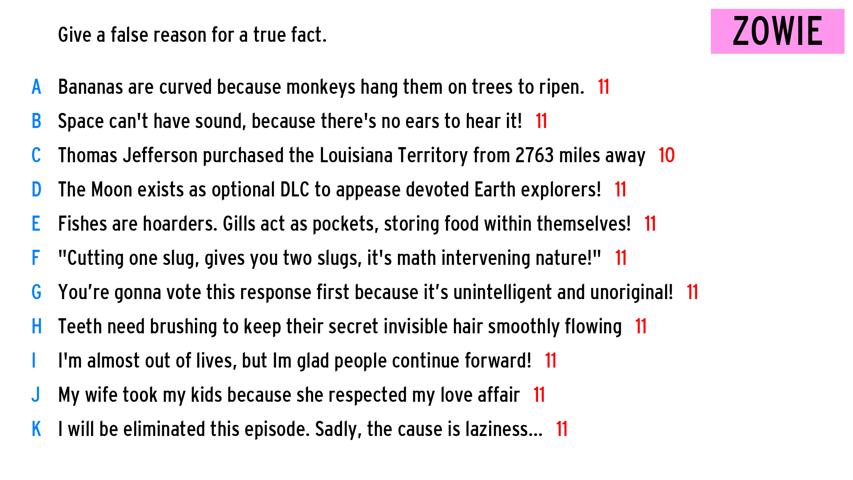 Give a false reason for a true fact.
ZOWIE
A Bananas are curved because monkeys hang them on trees to ripen. 11
B Space can't have sound, because there's no ears to hear it! 11
C Thomas Jefferson purchased the Louisiana Territory from 2763 miles away 10
D The Moon exists as optional DLC to appease devoted Earth explorers! 11
E Fishes are hoarders. Gills act as pockets, storing food within themselves! 11
F "Cutting one slug, gives you two slugs, it's math intervening nature!" 11
G You’re gonna vote this response first because it’s unintelligent and unoriginal! 11
H Teeth need brushing to keep their secret invisible hair smoothly flowing 11
I I'm almost out of lives, but Im glad people continue forward! 11
J My wife took my kids because she respected my love affair 11
K I will be eliminated this episode. Sadly, the cause is laziness... 11